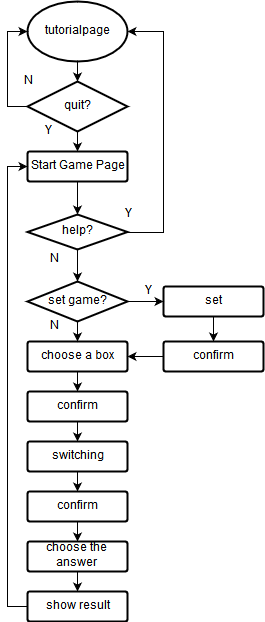 tutorialpage
N
quit?
Y
Start Game Page
Y
help?
N
set game?
Y
set
N
choose a box
confirm
confirm
switching
confirm
choose the
answer
show result